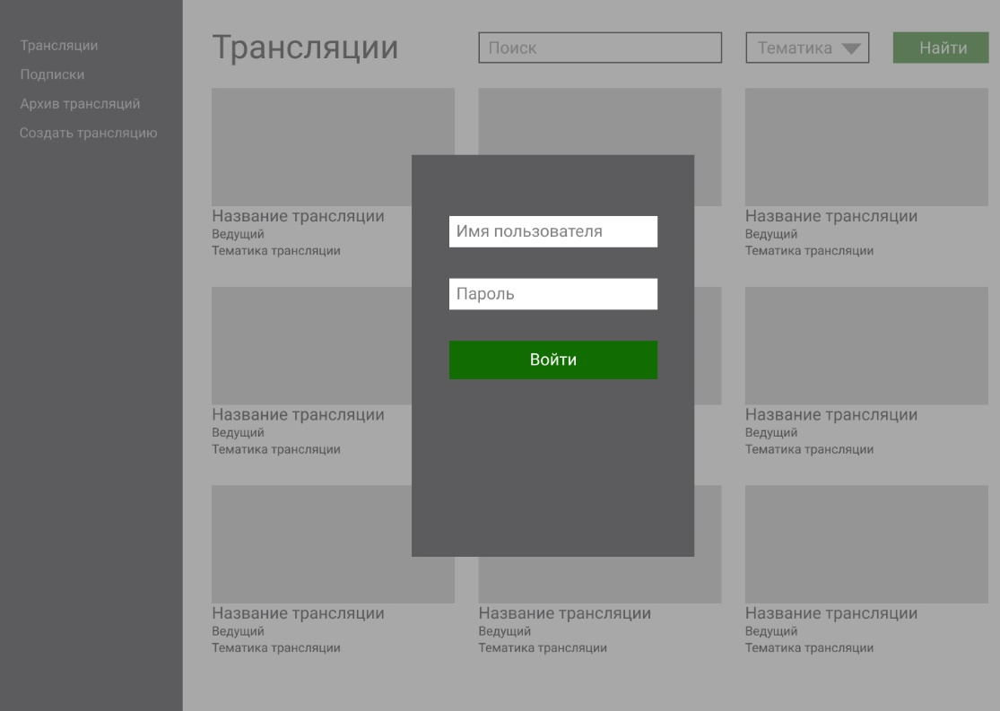 Трансляции
Подписки
Архив трансляций
Создать трансляцию
Трансляции
Поиск
Тематика
Найти
Название трансляции
Ведущий
Тематика трансляции
Название трансляции
Ведущий
Тематика трансляции
Имя пользователя
Пароль
Войти
Название трансляции
Ведущий
Тематика трансляции
Название трансляции
Ведущий
Тематика трансляции
Название трансляции
Ведущий
Тематика трансляции
Название трансляции
Ведущий
Тематика трансляции
Название трансляции
Ведущий
Тематика трансляции